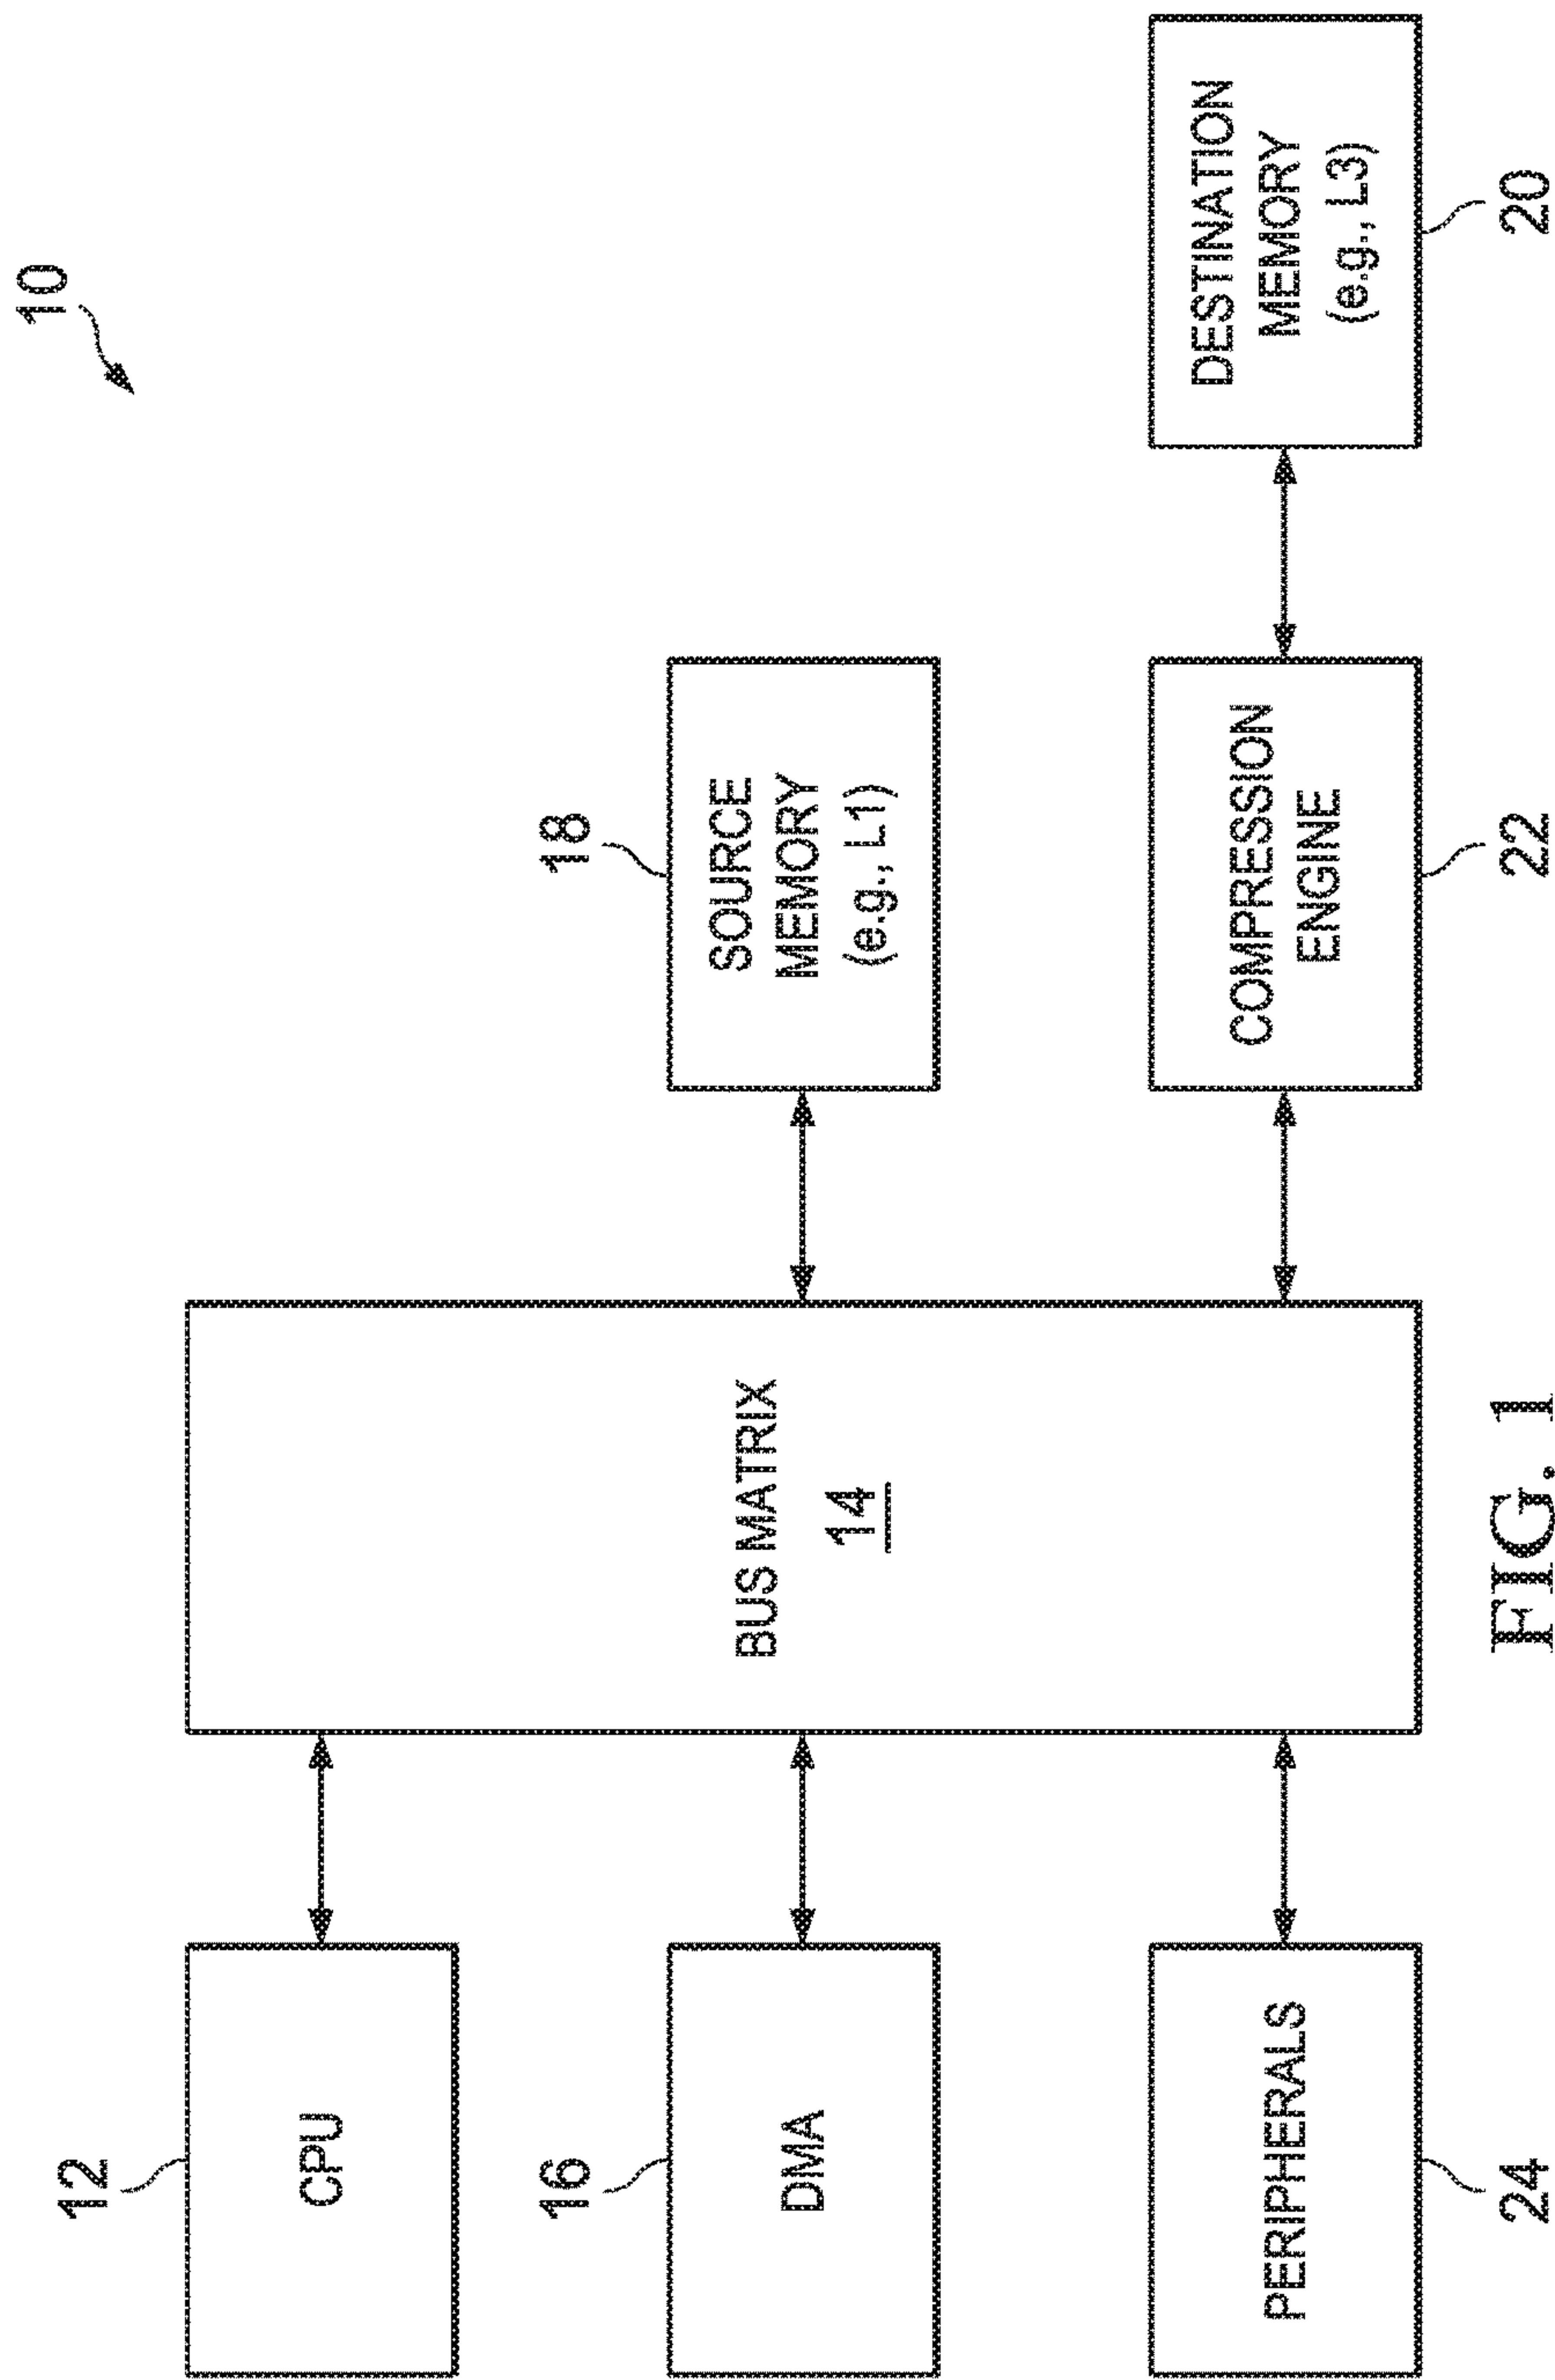 10
12
CPU
16
DMA
24
PERIPHERALS
BUS MATRIX
14
18
SOURCE
MEMORY
(e.g., L1)
COMPRESSION
ENGINE
22
DESTINATION
MEMORY
(e.g., L3)
20
FIG. 1